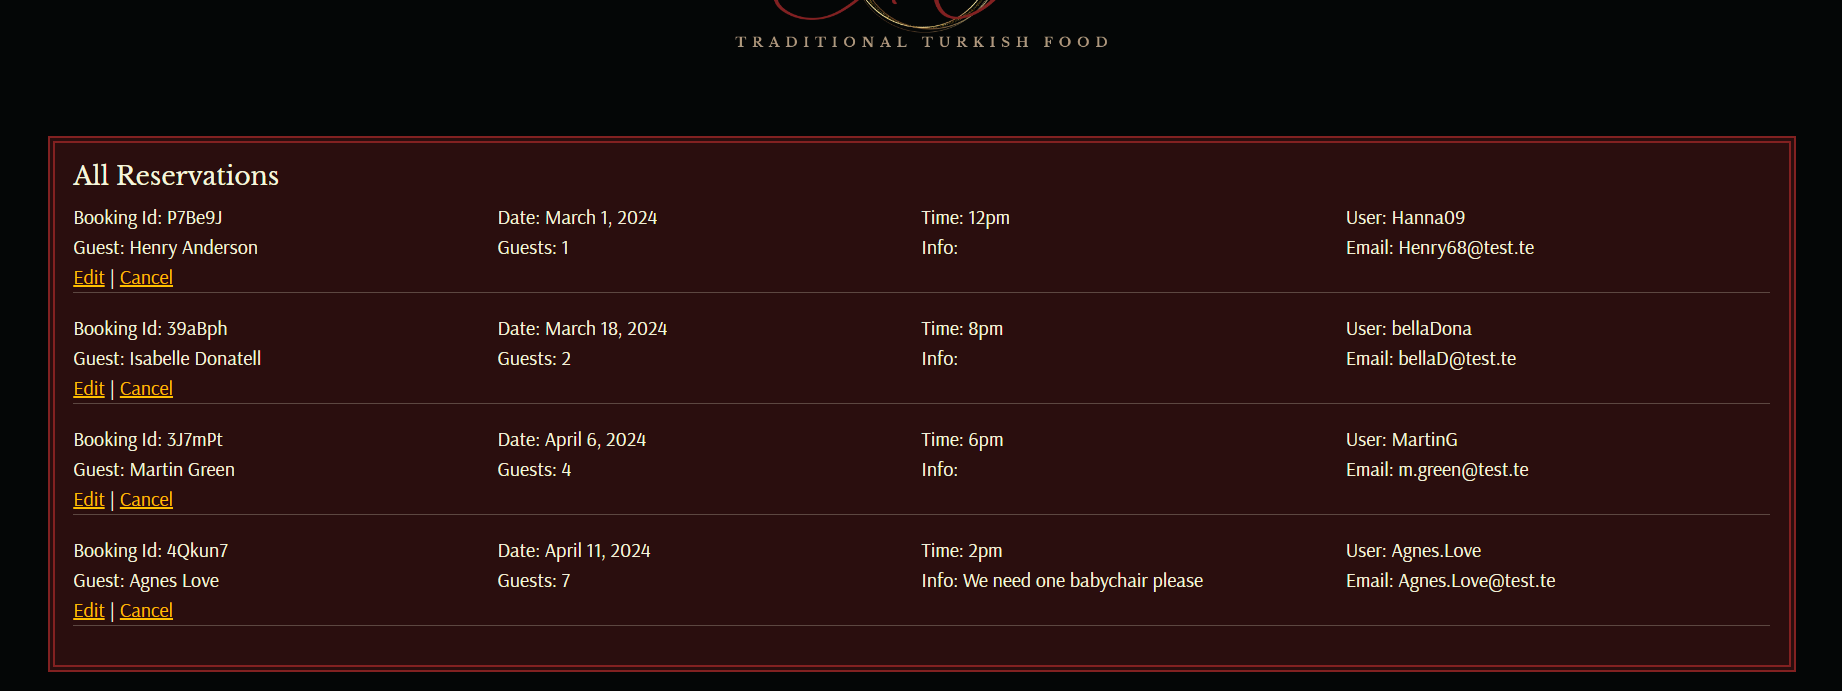 TRADITIONAL TURKISH FOOD
All Reservations
Booking Id: P7Be9J Date: March 1, 2024 Time: 12pm User: Hanna09
Guest: Henry Anderson Guests: 1 Info: Email: Henry68@test.te
Edit | Cancel
Booking Id: 39aBph Date: March 18, 2024 Time: 8pm User: bellaDona
Guest: Isabelle Donatell Guests: 2 Info: Email: bellaD@test.te
Edit | Cancel
Booking Id: 3J7mPt Date: April 6, 2024 Time: 6pm User: MartinG
Guest: Martin Green Guests: 4 Info: Email: m.green@test.te
Edit | Cancel
Booking Id: 4Qkun7 Date: April 11, 2024 Time: 2pm User: Agnes.Love
Guest: Agnes Love Guests: 7 Info: We need one babychair please Email: Agnes.Love@test.te
Edit | Cancel